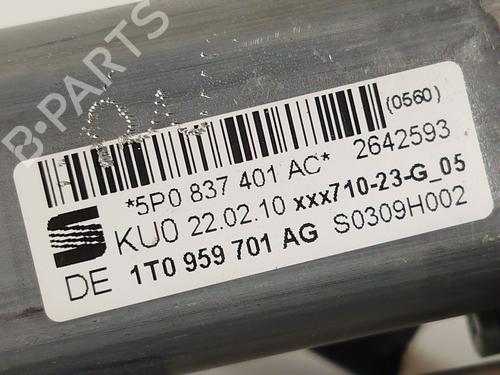 B-PARTS
(0560)
*5P0 837 401 AC* 2642593
KU0 22.02.10 xxx710-23-G_05
DE 1T0 959 701 AG S0309H002